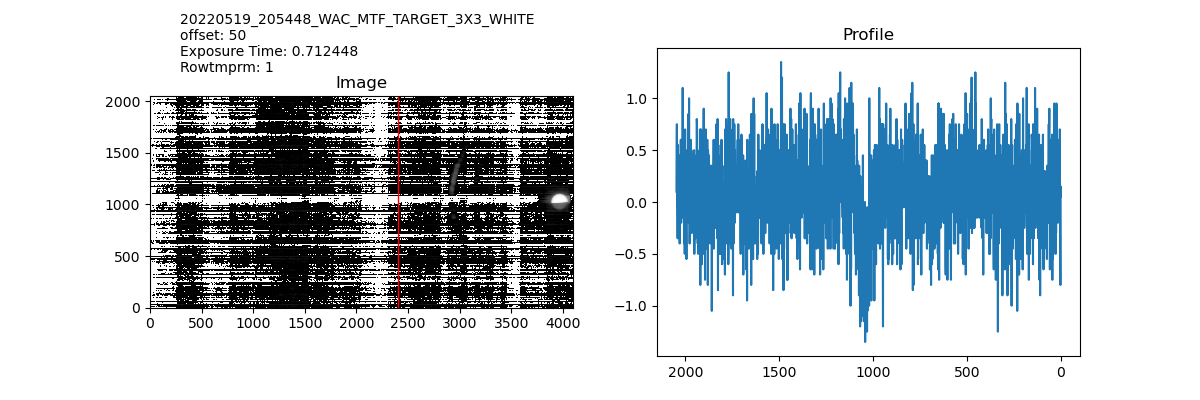 20220519_205448_WAC_MTF_TARGET_3X3_WHITE
offset: 50
Exposure Time: 0.712448
Rowtmprm: 1
Image
2000
1500
1000
500
0
0 500 1000 1500 2000 2500 3000 3500 4000
Profile
1.0
0.5
0.0
−0.5
−1.0
2000 1500 1000 500 0